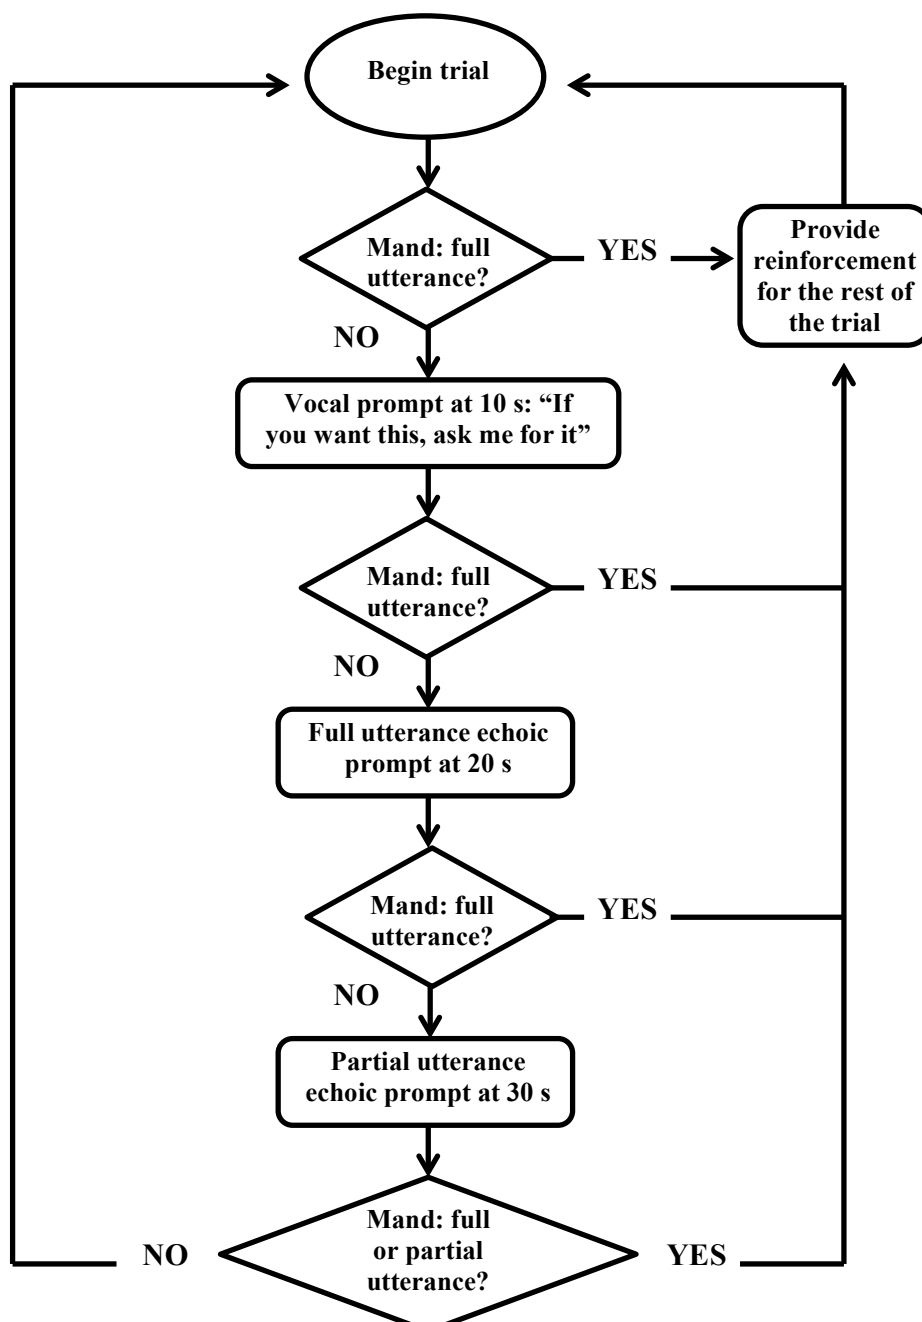 Begin trial
Mand: full
utterance?
YES
Provide
reinforcement
for the rest of
the trial
NO
Vocal prompt at 10 s: “If
you want this, ask me for it”
Mand: full
utterance?
YES
NO
Full utterance echoic
prompt at 20 s
Mand: full
utterance?
YES
NO
Partial utterance
echoic prompt at 30 s
Mand: full
or partial
utterance?
NO
YES